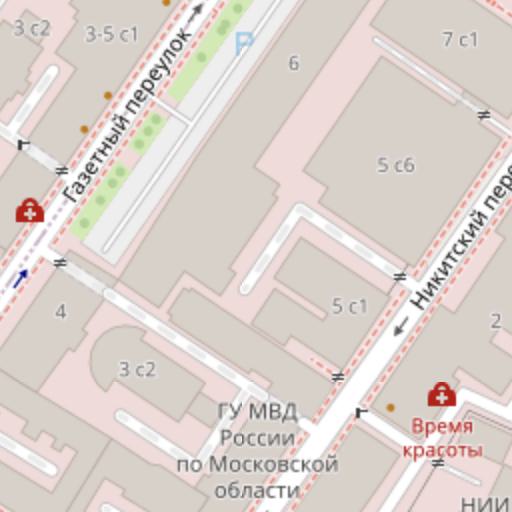 3 с2
3-5 с1
P
6
7 с1
Газетный переулок
5 с6
Никитский пере
4
5 с1
2
3 с2
ГУ МВД
России
по Московской
области
Время
красоты
НИИ